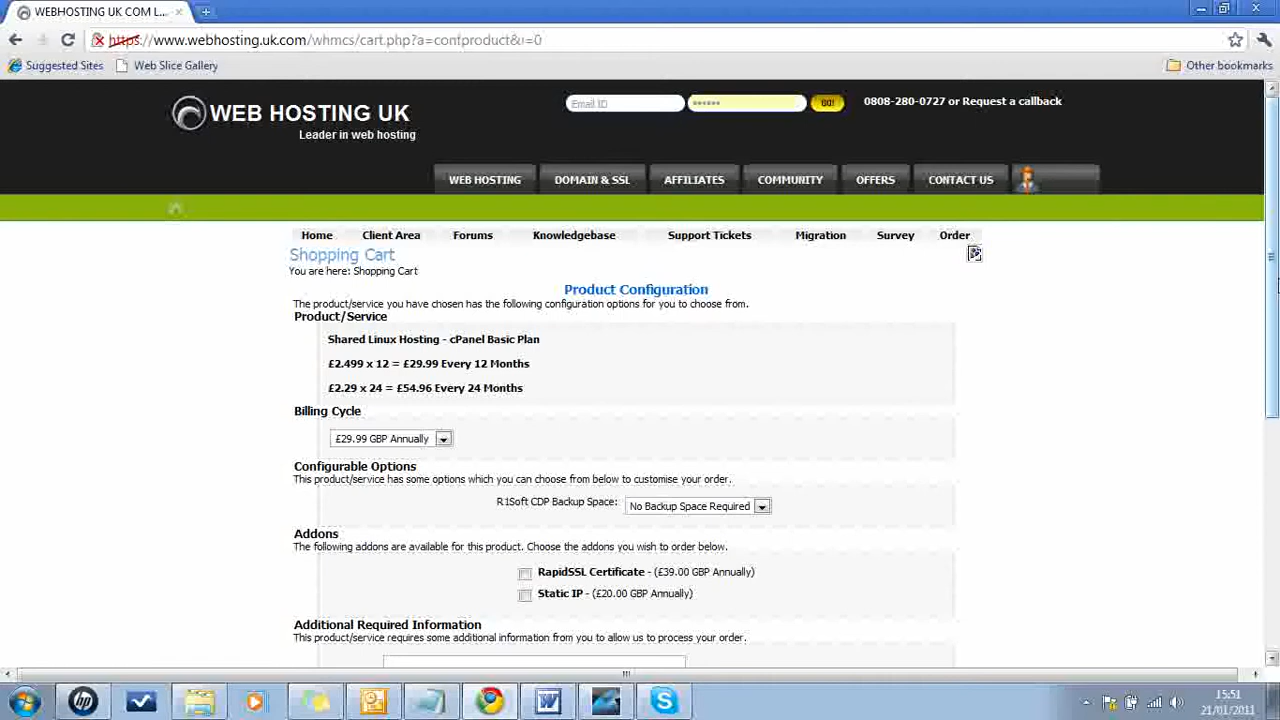 WEBHOSTING UK COM L...
https://www.webhosting.uk.com/whmcs/cart.php?a=confproduct&i=0
Suggested Sites Web Slice Gallery Other bookmarks
WEB HOSTING UK
Leader in web hosting
Email ID ****** GO! 0808-280-0727 or Request a callback
WEB HOSTING DOMAIN & SSL AFFILIATES COMMUNITY OFFERS CONTACT US
Home Client Area Forums Knowledgebase Support Tickets Migration Survey Order
Shopping Cart
You are here: Shopping Cart
Product Configuration
The product/service you have chosen has the following configuration options for you to choose from.
Product/Service
Shared Linux Hosting - cPanel Basic Plan
£2.499 x 12 = £29.99 Every 12 Months
£2.29 x 24 = £54.96 Every 24 Months
Billing Cycle
£29.99 GBP Annually
Configurable Options
This product/service has some options which you can choose from below to customise your order.
R1Soft CDP Backup Space: No Backup Space Required
Addons
The following addons are available for this product. Choose the addons you wish to order below.
RapidSSL Certificate - (£39.00 GBP Annually)
Static IP - (£20.00 GBP Annually)
Additional Required Information
This product/service requires some additional information from you to allow us to process your order.
15:51
21/01/2011